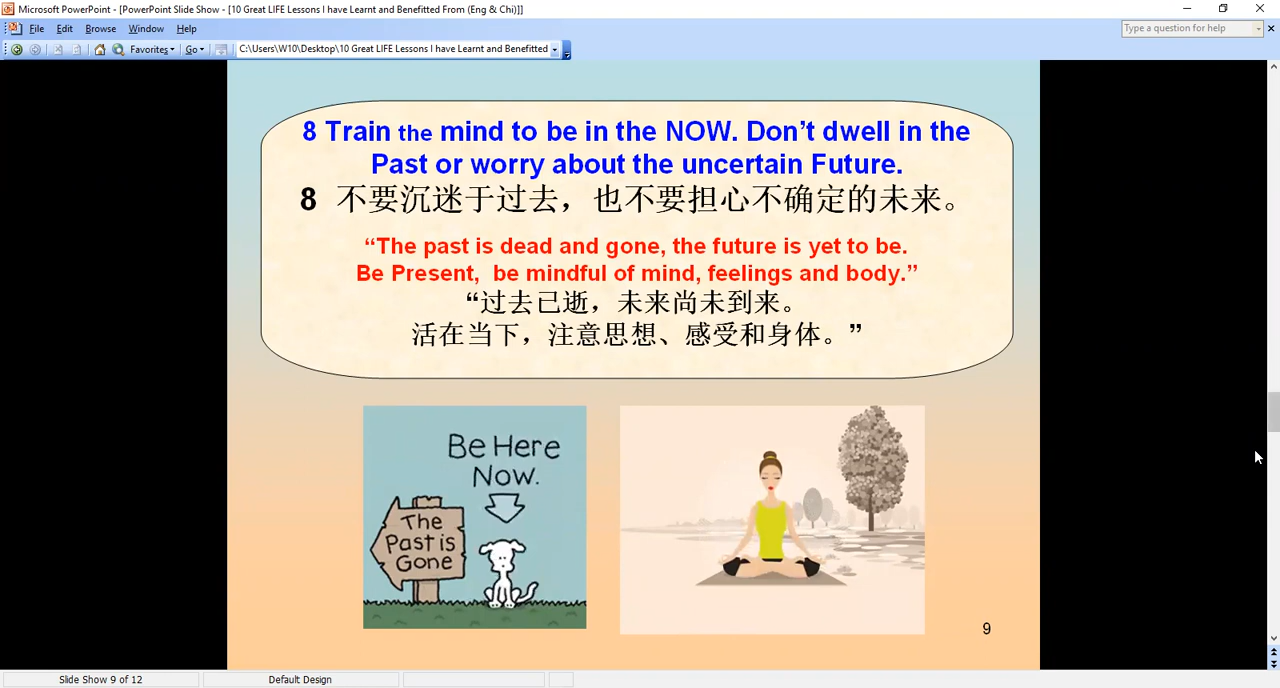 Microsoft PowerPoint - [PowerPoint Slide Show - [10 Great LIFE Lessons I have Learnt and Benefitted From (Eng & Chi)]]
File Edit Browse Window Help
Type a question for help
Favorites Go C:\Users\W10\Desktop\10 Great LIFE Lessons I have Learnt and Benefitted
8 Train the mind to be in the NOW. Don’t dwell in the
Past or worry about the uncertain Future.
8 不要沉迷于过去，也不要担心不确定的未来。
“The past is dead and gone, the future is yet to be.
Be Present, be mindful of mind, feelings and body.”
“过去已逝，未来尚未到来。
活在当下，注意思想、感受和身体。”
Be Here
Now.
The
Past is
Gone
9
Slide Show 9 of 12
Default Design